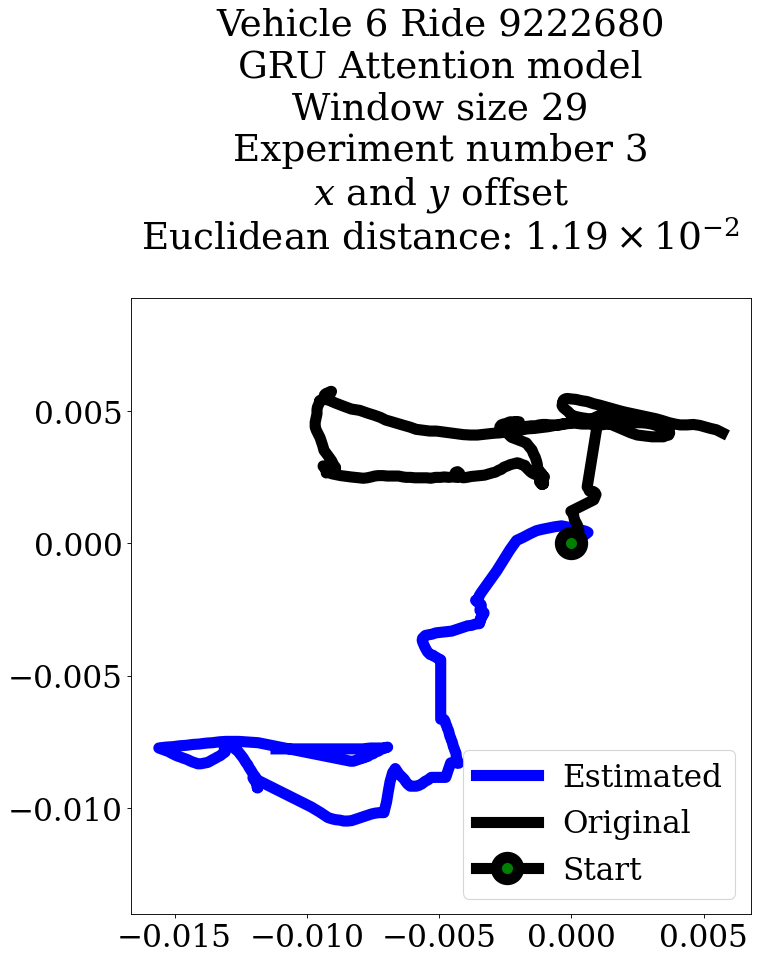 Vehicle 6 Ride 9222680
GRU Attention model
Window size 29
Experiment number 3
x and y offset
Euclidean distance: 1.19 × 10⁻²
0.005
0.000
−0.005
−0.010
Estimated
Original
Start
−0.015 −0.010 −0.005 0.000 0.005